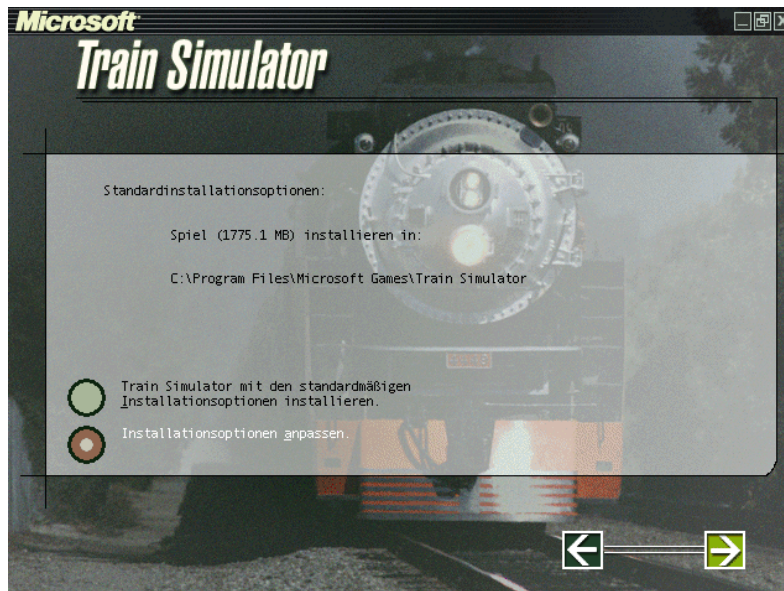 Microsoft
Train Simulator
Standardinstallationsoptionen:
Spiel (1775.1 MB) installieren in:
C:\Program Files\Microsoft Games\Train Simulator
Train Simulator mit den standardmäßigen
Installationsoptionen installieren.
Installationsoptionen anpassen.